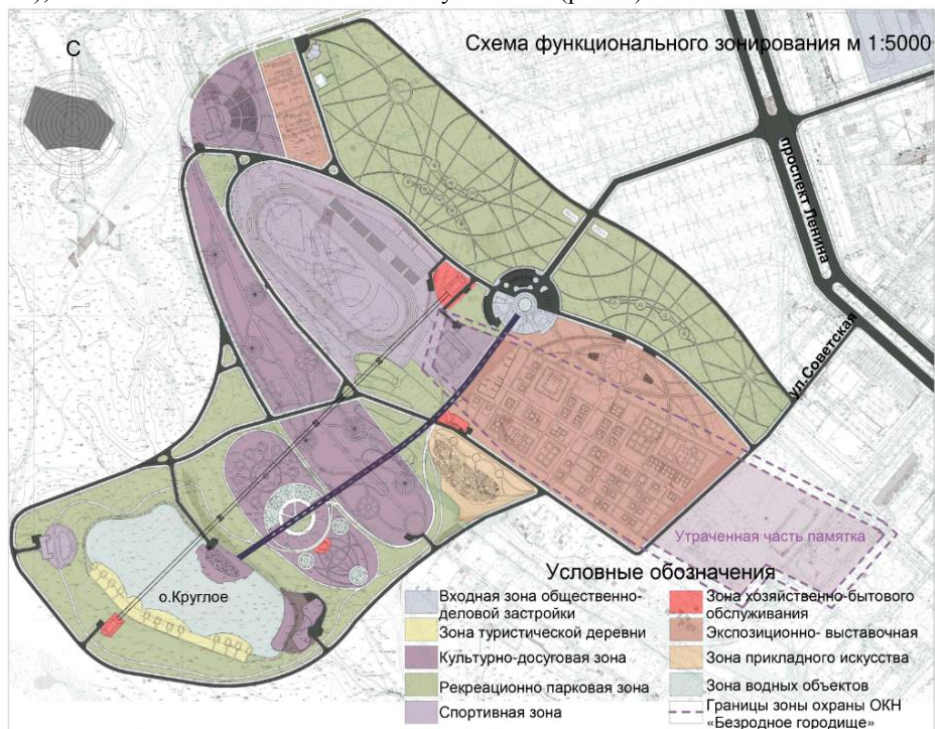 С
Схема функционального зонирования м 1:5000
проспект Ленина
ул.Советская
Утраченная часть памятка
о.Круглое
Условные обозначения
Входная зона общественно-
деловой застройки
Зона туристической деревни
Культурно-досуговая зона
Рекреационно парковая зона
Спортивная зона
Зона хозяйственно-бытового
обслуживания
Экспозиционно- выставочная
Зона прикладного искусства
Зона водных объектов
Границы зоны охраны ОКН
«Безродное городище»